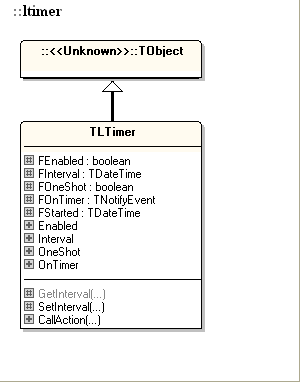 ::ltimer
::<<Unknown>>::TObject
TLTimer
FEnabled : boolean
FInterval : TDateTime
FOneShot : boolean
FOnTimer : TNotifyEvent
FStarted : TDateTime
Enabled
Interval
OneShot
OnTimer
GetInterval(...)
SetInterval(...)
CallAction(...)